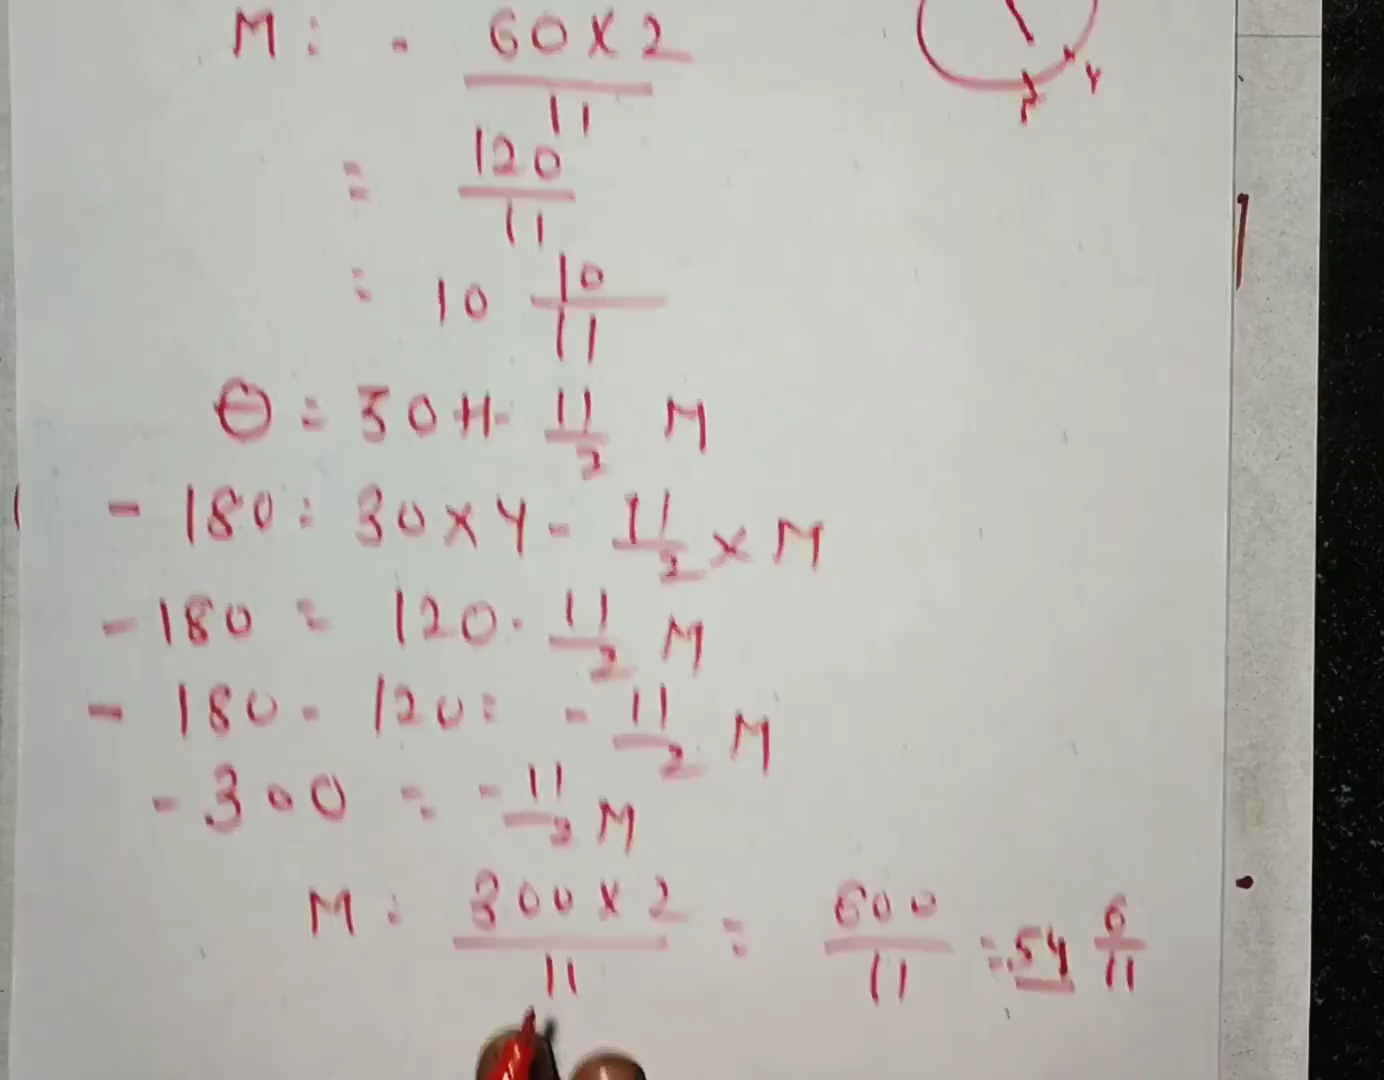 M: - 60 x 2
11
= 120
11
= 10 10
11
4
θ = 30H - 11 M
2
- 180 = 30 x 4 - 11 x M
2
- 180 = 120 - 11 M
2
- 180 - 120 = - 11 M
2
- 300 = - 11 M
2
M = 300 x 2 = 600 = 54 6
11 11 11